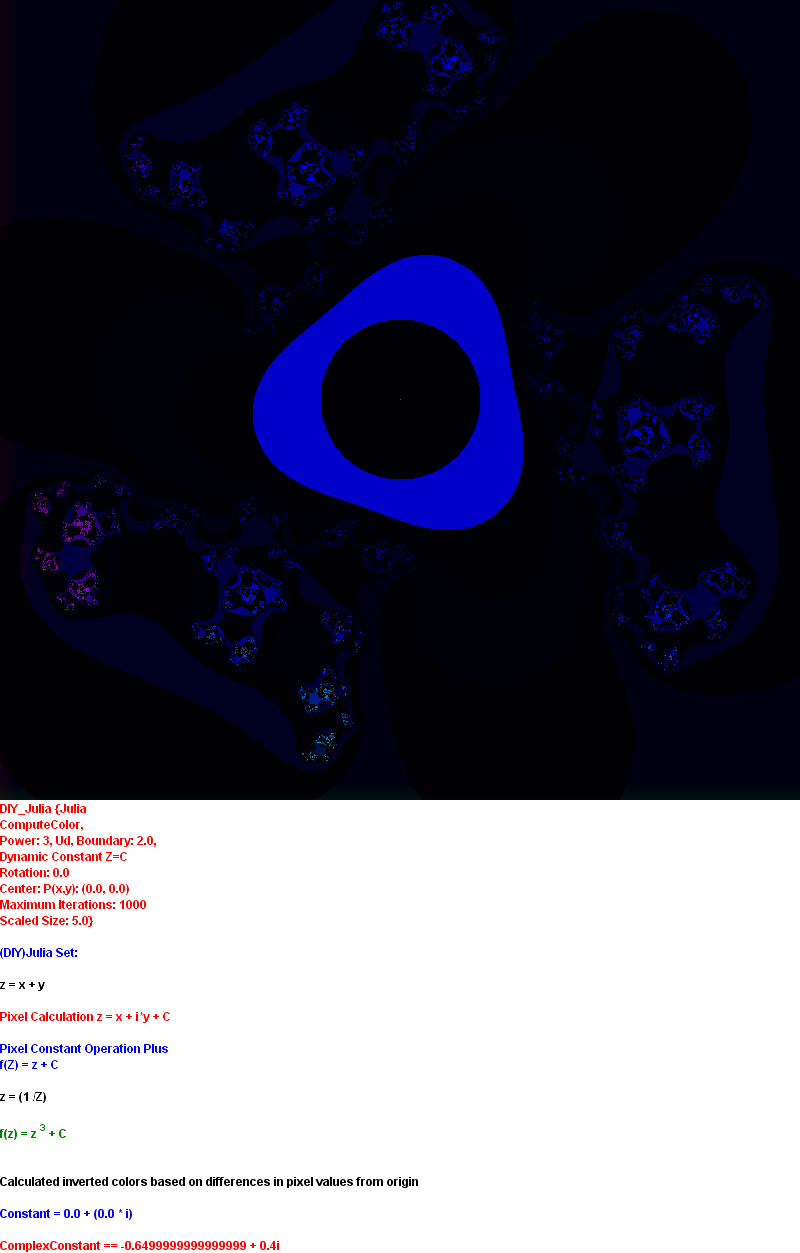 DIY_Julia {Julia
ComputeColor,
Power: 3, Ud, Boundary: 2.0,
Dynamic Constant Z=C
Rotation: 0.0
Center: P(x,y): (0.0, 0.0)
Maximum Iterations: 1000
Scaled Size: 5.0}
(DIY)Julia Set:
z = x + y
Pixel Calculation z = x + i*y + C
Pixel Constant Operation Plus
f(Z) = z + C
z = (1 /Z)
f(z) = z ³ + C
Calculated inverted colors based on differences in pixel values from origin
Constant = 0.0 + (0.0 * i)
ComplexConstant == -0.6499999999999999 + 0.4i